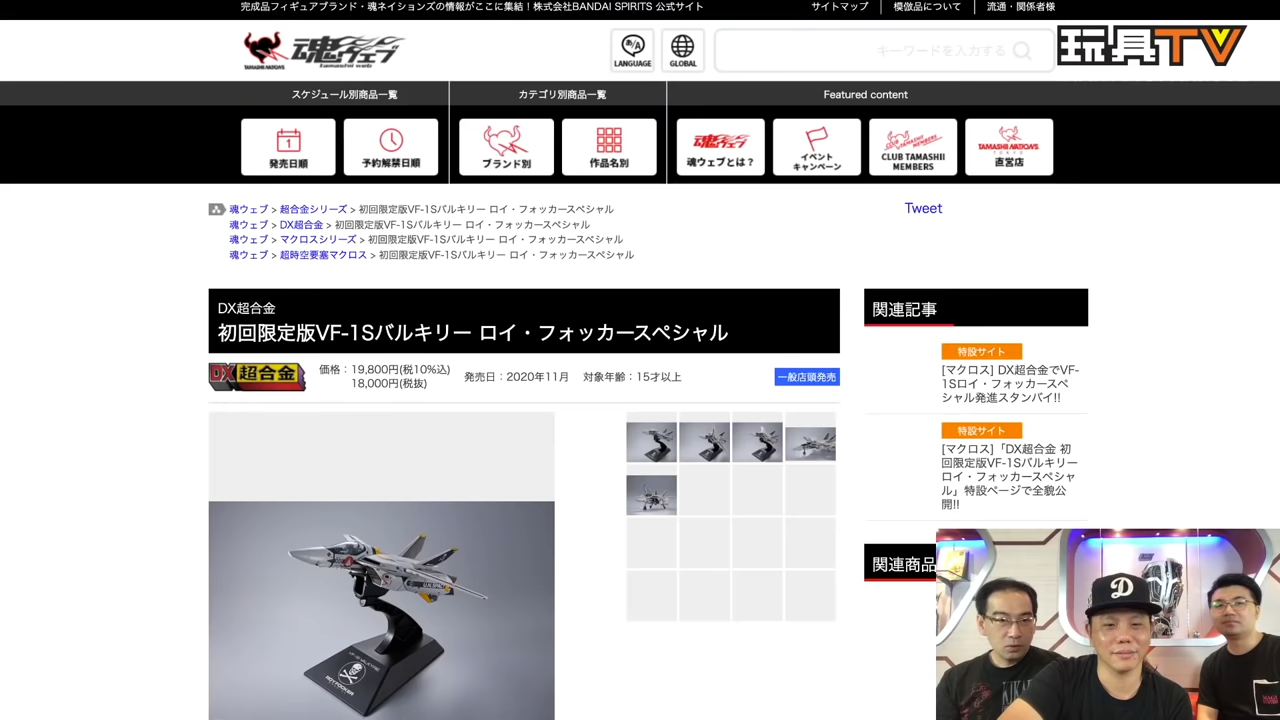 完成品フィギュアブランド・魂ネイションズの情報がここに集結！株式会社BANDAI SPIRITS 公式サイト
サイトマップ
模倣品について
流通・関係者様
TAMASHII NATIONS
魂ウェブ
tamashii web
あ/A
LANGUAGE
GLOBAL
キーワードを入力する
玩具TV
スケジュール別商品一覧
カテゴリ別商品一覧
Featured content
1
発売日順
予約解禁日順
ブランド別
作品名別
魂ウェブ
魂ウェブとは？
イベント
キャンペーン
CLUB TAMASHII
MEMBERS
TAMASHII NATIONS
TOKYO
直営店
魂ウェブ > 超合金シリーズ > 初回限定版VF-1Sバルキリー ロイ・フォッカースペシャル
魂ウェブ > DX超合金 > 初回限定版VF-1Sバルキリー ロイ・フォッカースペシャル
魂ウェブ > マクロスシリーズ > 初回限定版VF-1Sバルキリー ロイ・フォッカースペシャル
魂ウェブ > 超時空要塞マクロス > 初回限定版VF-1Sバルキリー ロイ・フォッカースペシャル
Tweet
DX超合金
初回限定版VF-1Sバルキリー ロイ・フォッカースペシャル
DX超合金
価格：19,800円(税10%込)
18,000円(税抜)
発売日：2020年11月
対象年齢：15才以上
一般店頭発売
関連記事
特設サイト
[マクロス] DX超合金でVF-
1Sロイ・フォッカースペ
シャル発進スタンバイ!!
特設サイト
[マクロス]「DX超合金 初
回限定版VF-1Sバルキリー
ロイ・フォッカースペシャ
ル」特設ページで全貌公
開!!
関連商品
VF-1S VALKYRIE
ROY FOCKER
D